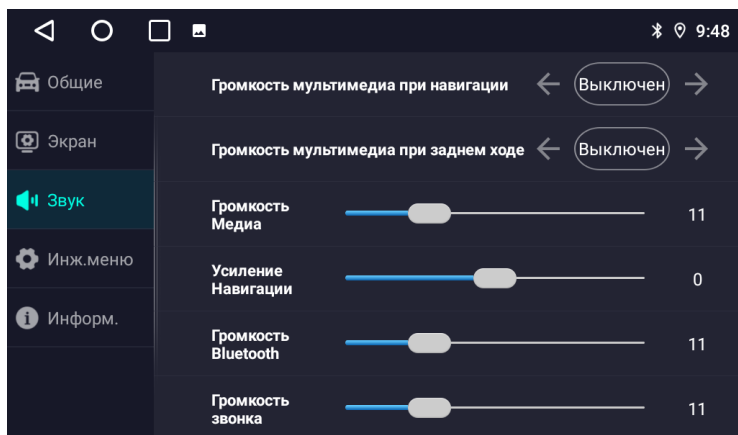 9:48
Общие
Экран
Звук
Инж.меню
Информ.
Громкость мультимедиа при навигации
Выключен
Громкость мультимедиа при заднем ходе
Выключен
Громкость
Медиа
11
Усиление
Навигации
0
Громкость
Bluetooth
11
Громкость
звонка
11